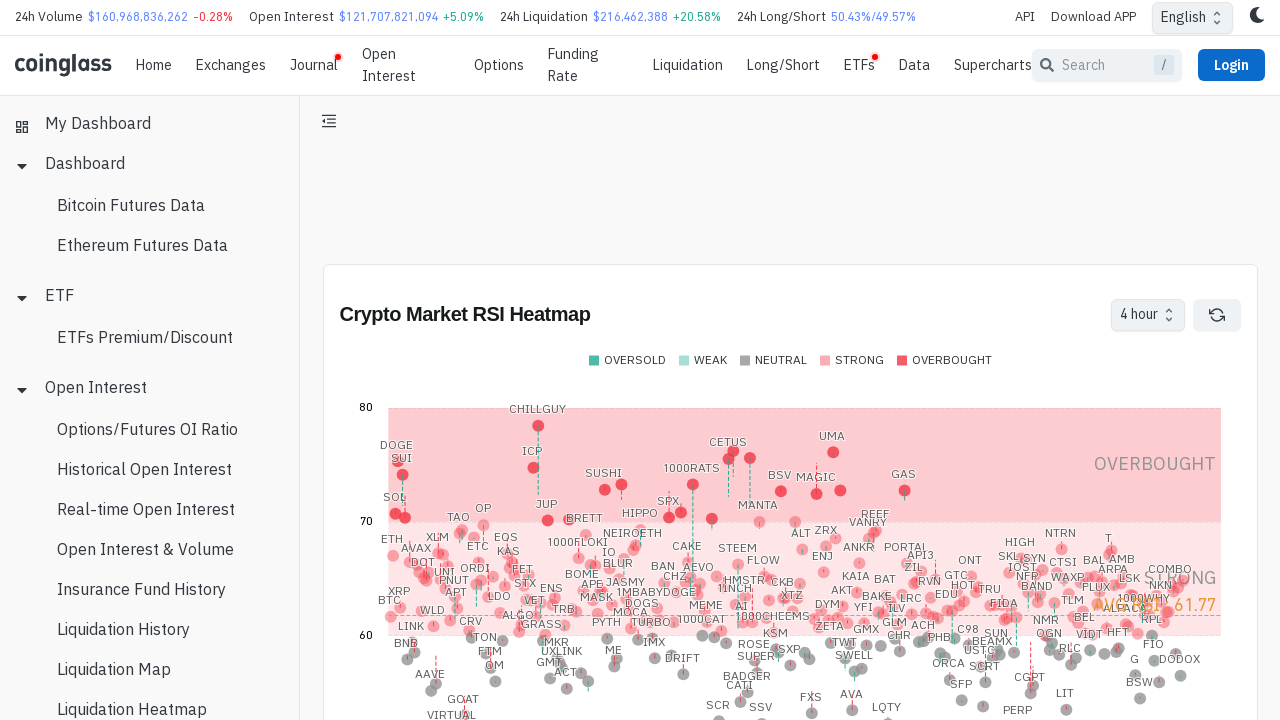 24h Volume $160,968,836,262 -0.28% Open Interest $121,707,821,094 +5.09% 24h Liquidation $216,462,388 +20.58% 24h Long/Short 50.43%/49.57% API Download APP English
coinglass Home Exchanges Journal Open Interest Options Funding Rate Liquidation Long/Short ETFs Data Supercharts Search / Login
My Dashboard
Dashboard
Bitcoin Futures Data
Ethereum Futures Data
ETF
ETFs Premium/Discount
Open Interest
Options/Futures OI Ratio
Historical Open Interest
Real-time Open Interest
Open Interest & Volume
Insurance Fund History
Liquidation History
Liquidation Map
Liquidation Heatmap
Crypto Market RSI Heatmap
4 hour
OVERSOLD WEAK NEUTRAL STRONG OVERBOUGHT
80
CHILLGUY
DOGE
SUI
ICP
CETUS
UMA
OVERBOUGHT
SUSHI
1000RATS
BSV
MAGIC
GAS
SOL
JUP
SPX
MANTA
70
TAO
OP
BRETT
HIPPO
REEF
VANRY
ETH
AVAX
XLM
ETC
EQS
KAS
1000FLOKI
NEIROETH
CAKE
STEEM
ALT
ZRX
ANKR
PORTAL
HIGH
NTRN
T
DOT
ORDI
FET
IO
BLUR
BAN
AEVO
FLOW
ENJ
API3
ZIL
ONT
SKL
SYN
IOST
CTSI
BAL
AMB
ARPA
COMBO
PNUT
STX
BOME
APE
JASMY
CHZ
HMSTR
1INCH
CKB
KAIA
BAT
RVN
GTC
HOT
NFP
WAXP
LSK
STRONG
XRP
BTC
APT
LDO
ENS
MASK
1MBABYDOGE
XTZ
AKT
BAKE
LRC
EDU
TRU
BAND
FLUX
NKN
1000WHY
WLD
VET
TRB
DOGS
MOCA
MEME
AI
DYM
YFI
ILV
FIDA
TLM
ALPACA
61.77
LINK
CRV
ALGO
GRASS
PYTH
TURBO
1000CAT
1000CHEEMS
ZETA
GMX
GLM
ACH
C98
SUN
NMR
BEL
HFT
RPL
60
BNB
TON
FTM
MKR
UXLINK
ME
IMX
KSM
ROSE
SXP
TWT
CHR
PHB
BEAMX
USTC
OGN
RLC
VIDT
FIO
AAVE
OM
GMT
ACT
DRIFT
SUPER
BADGER
SWELL
ORCA
SCRT
CGPT
G
DODOX
GOAT
VIRTUAL
CATI
SCR
SSV
FXS
AVA
LQTY
SFP
PERP
LIT
BSW